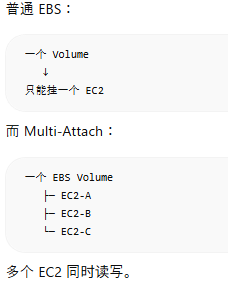 普通 EBS：
一个 Volume
↓
只能挂一个 EC2
而 Multi-Attach：
一个 EBS Volume
├─ EC2-A
├─ EC2-B
└─ EC2-C
多个 EC2 同时读写。